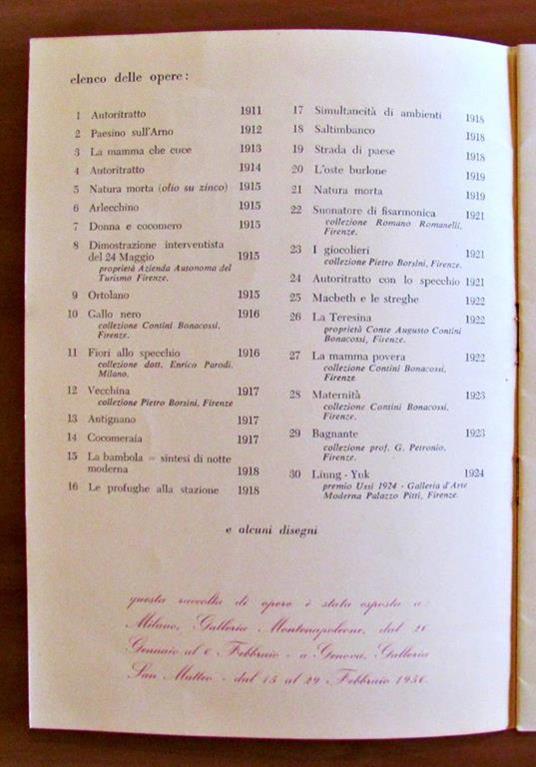 elenco delle opere:
1 Autoritratto 1911
2 Paesino sull'Arno 1912
3 La mamma che cuce 1913
4 Autoritratto 1914
5 Natura morta (olio su zinco) 1915
6 Arlecchino 1915
7 Donna e cocomero 1915
8 Dimostrazione interventista
del 24 Maggio 1915
proprietà Azienda Autonoma del
Turismo Firenze.
9 Ortolano 1915
10 Gallo nero 1916
collezione Contini Bonacossi,
Firenze.
11 Fiori allo specchio 1916
collezione dott. Enrico Parodi,
Milano.
12 Vecchina 1917
collezione Pietro Borsini, Firenze
13 Antignano 1917
14 Cocomeraia 1917
15 La bambola = sintesi di notte
moderna 1918
16 Le profughe alla stazione 1918
17 Simultaneità di ambienti 1918
18 Saltimbanco 1918
19 Strada di paese 1918
20 L'oste burlone 1919
21 Natura morta 1919
22 Suonatore di fisarmonica 1921
collezione Romano Romanelli,
Firenze.
23 I giocolieri 1921
collezione Pietro Borsini, Firenze.
24 Autoritratto con lo specchio 1921
25 Macbeth e le streghe 1922
26 La Teresina 1922
proprietà Conte Augusto Contini
Bonacossi, Firenze.
27 La mamma povera 1922
collezione Contini Bonacossi,
Firenze
28 Maternità 1923
collezione Contini Bonacossi,
Firenze.
29 Bagnante 1923
collezione prof. G. Petronio,
Firenze.
30 Liung - Yuk 1924
premio Ussi 1924 - Galleria d'Arte
Moderna Palazzo Pitti, Firenze.
e alcuni disegni
questa raccolta di opere è stata esposta a:
Milano, Galleria Montenapoleone, dal 26
Gennaio al 6 Febbraio - a Genova, Galleria
San Matteo - dal 15 al 29 Febbraio 1956.